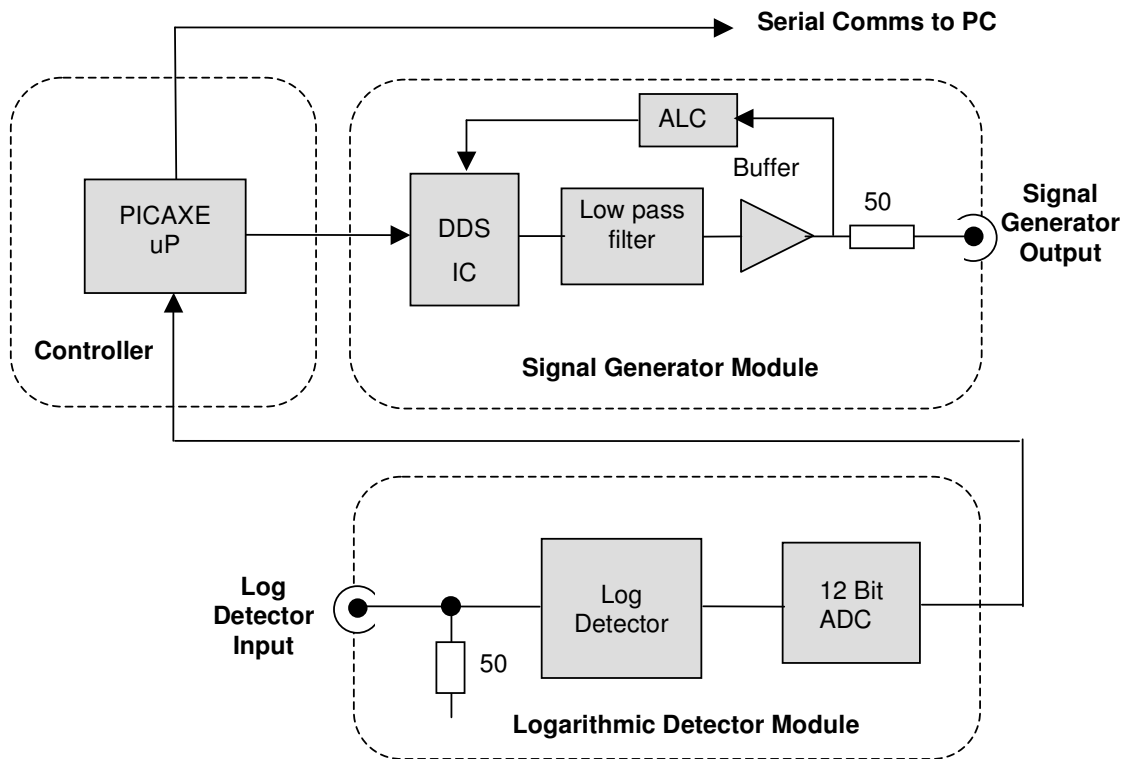 Serial Comms to PC
ALC
Buffer
PICAXE
uP
DDS
IC
Low pass
filter
50
Signal
Generator
Output
Controller
Signal Generator Module
Log
Detector
Input
50
Log
Detector
12 Bit
ADC
Logarithmic Detector Module